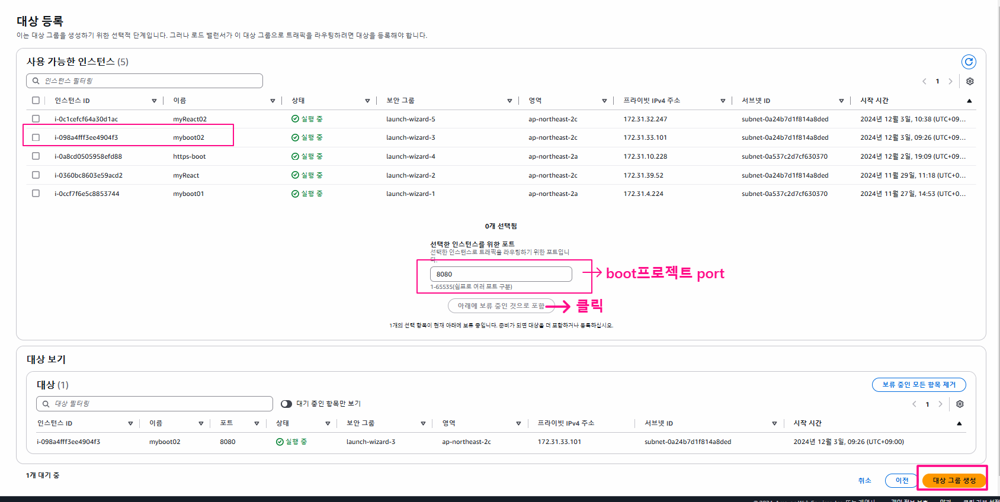 대상 등록
이는 대상 그룹을 생성하기 위한 선택적 단계입니다. 그러나 로드 밸런서가 이 대상 그룹으로 트래픽을 라우팅하려면 대상을 등록해야 합니다.
사용 가능한 인스턴스 (5)
인스턴스 필터링
1
인스턴스 ID 이름 상태 보안 그룹 영역 프라이빗 IPv4 주소 서브넷 ID 시작 시간
i-0c1cefcf64a30d1ac myReact02 실행 중 launch-wizard-5 ap-northeast-2c 172.31.32.247 subnet-0a24b7d1f814a8ded 2024년 12월 3일, 10:38 (UTC+09...
i-098a4fff3ee4904f3 myboot02 실행 중 launch-wizard-3 ap-northeast-2c 172.31.33.101 subnet-0a24b7d1f814a8ded 2024년 12월 3일, 09:26 (UTC+09...
i-0a8cd0505958efd88 https-boot 실행 중 launch-wizard-4 ap-northeast-2a 172.31.10.228 subnet-0a537c2d7cf630370 2024년 12월 2일, 19:09 (UTC+09...
i-0360bc8603e59acd2 myReact 실행 중 launch-wizard-2 ap-northeast-2c 172.31.39.52 subnet-0a24b7d1f814a8ded 2024년 11월 29일, 11:18 (UTC+0...
i-0ccf7f6e5c8853744 myboot01 실행 중 launch-wizard-1 ap-northeast-2a 172.31.4.224 subnet-0a537c2d7cf630370 2024년 11월 27일, 14:53 (UTC+0...
0개 선택됨
선택한 인스턴스를 위한 포트
선택한 인스턴스로 트래픽을 라우팅하기 위한 포트입니
다.
8080 boot프로젝트 port
1-65535(쉼표로 여러 포트 구분)
아래에 보류 중인 것으로 포함 클릭
1개의 선택 항목이 현재 아래에 보류 중입니다. 준비가 되면 대상을 더 포함하거나 등록하십시오.
대상 보기
대상 (1) 보류 중인 모든 항목 제거
대상 필터링 대기 중인 항목만 보기 1
인스턴스 ID 이름 포트 상태 보안 그룹 영역 프라이빗 IPv4 주소 서브넷 ID 시작 시간
i-098a4fff3ee4904f3 myboot02 8080 실행 중 launch-wizard-3 ap-northeast-2c 172.31.33.101 subnet-0a24b7d1f814a8ded 2024년 12월 3일, 09:26 (UTC+09:00)
1개 대기 중
취소 이전 대상 그룹 생성